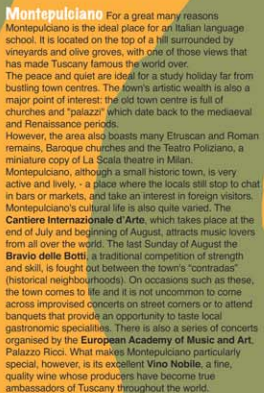 Montepulciano For a great many reasons
Montepulciano is the ideal place for an Italian language
school. It is located on the top of a hill surrounded by
vineyards and olive groves, with one of those views that
has made Tuscany famous the world over.
The peace and quiet are ideal for a study holiday far from
bustling town centres. The town's artistic wealth is also a
major point of interest: the old town centre is full of
churches and "palazzi" which date back to the mediaeval
and Renaissance periods.
However, the area also boasts many Etruscan and Roman
remains, Baroque churches and the Teatro Poliziano, a
miniature copy of La Scala theatre in Milan.
Montepulciano, although a small historic town, is very
active and lively, - a place where the locals still stop to chat
in bars or markets, and take an interest in foreign visitors.
Montepulciano's cultural life is also quite varied. The
Cantiere Internazionale d'Arte, which takes place at the
end of July and beginning of August, attracts music lovers
from all over the world. The last Sunday of August the
Bravio delle Botti, a traditional competition of strength
and skill, is fought out between the town's "contradas"
(historical neighbourhoods). On occasions such as these,
the town comes to life and it is not uncommon to come
across improvised concerts on street corners or to attend
banquets that provide an opportunity to taste local
gastronomic specialities. There is also a series of concerts
organised by the European Academy of Music and Art,
Palazzo Ricci. What makes Montepulciano particularly
special, however, is its excellent Vino Nobile, a fine,
quality wine whose producers have become true
ambassadors of Tuscany throughout the world.